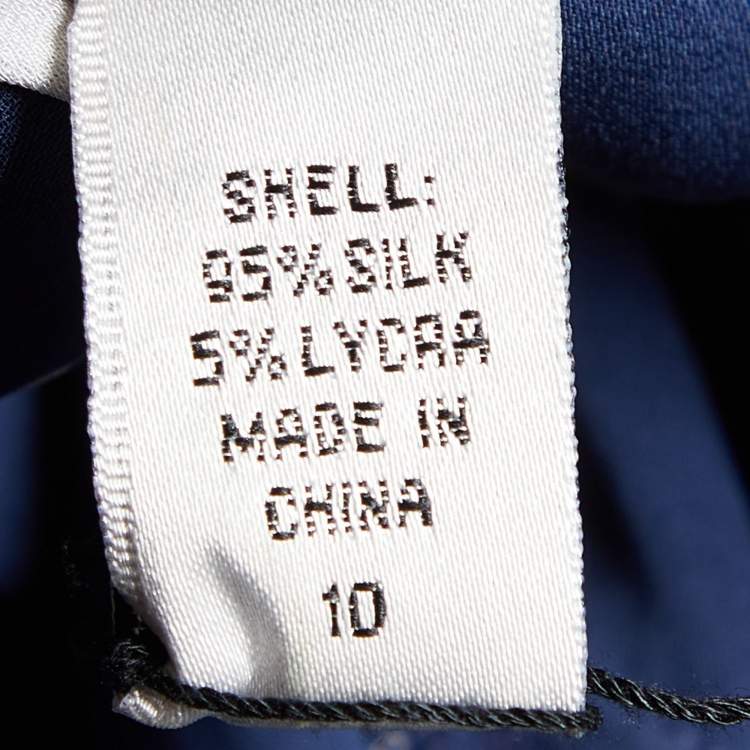 SHELL:
95% SILK
5% LYCRA
MADE IN
CHINA
10